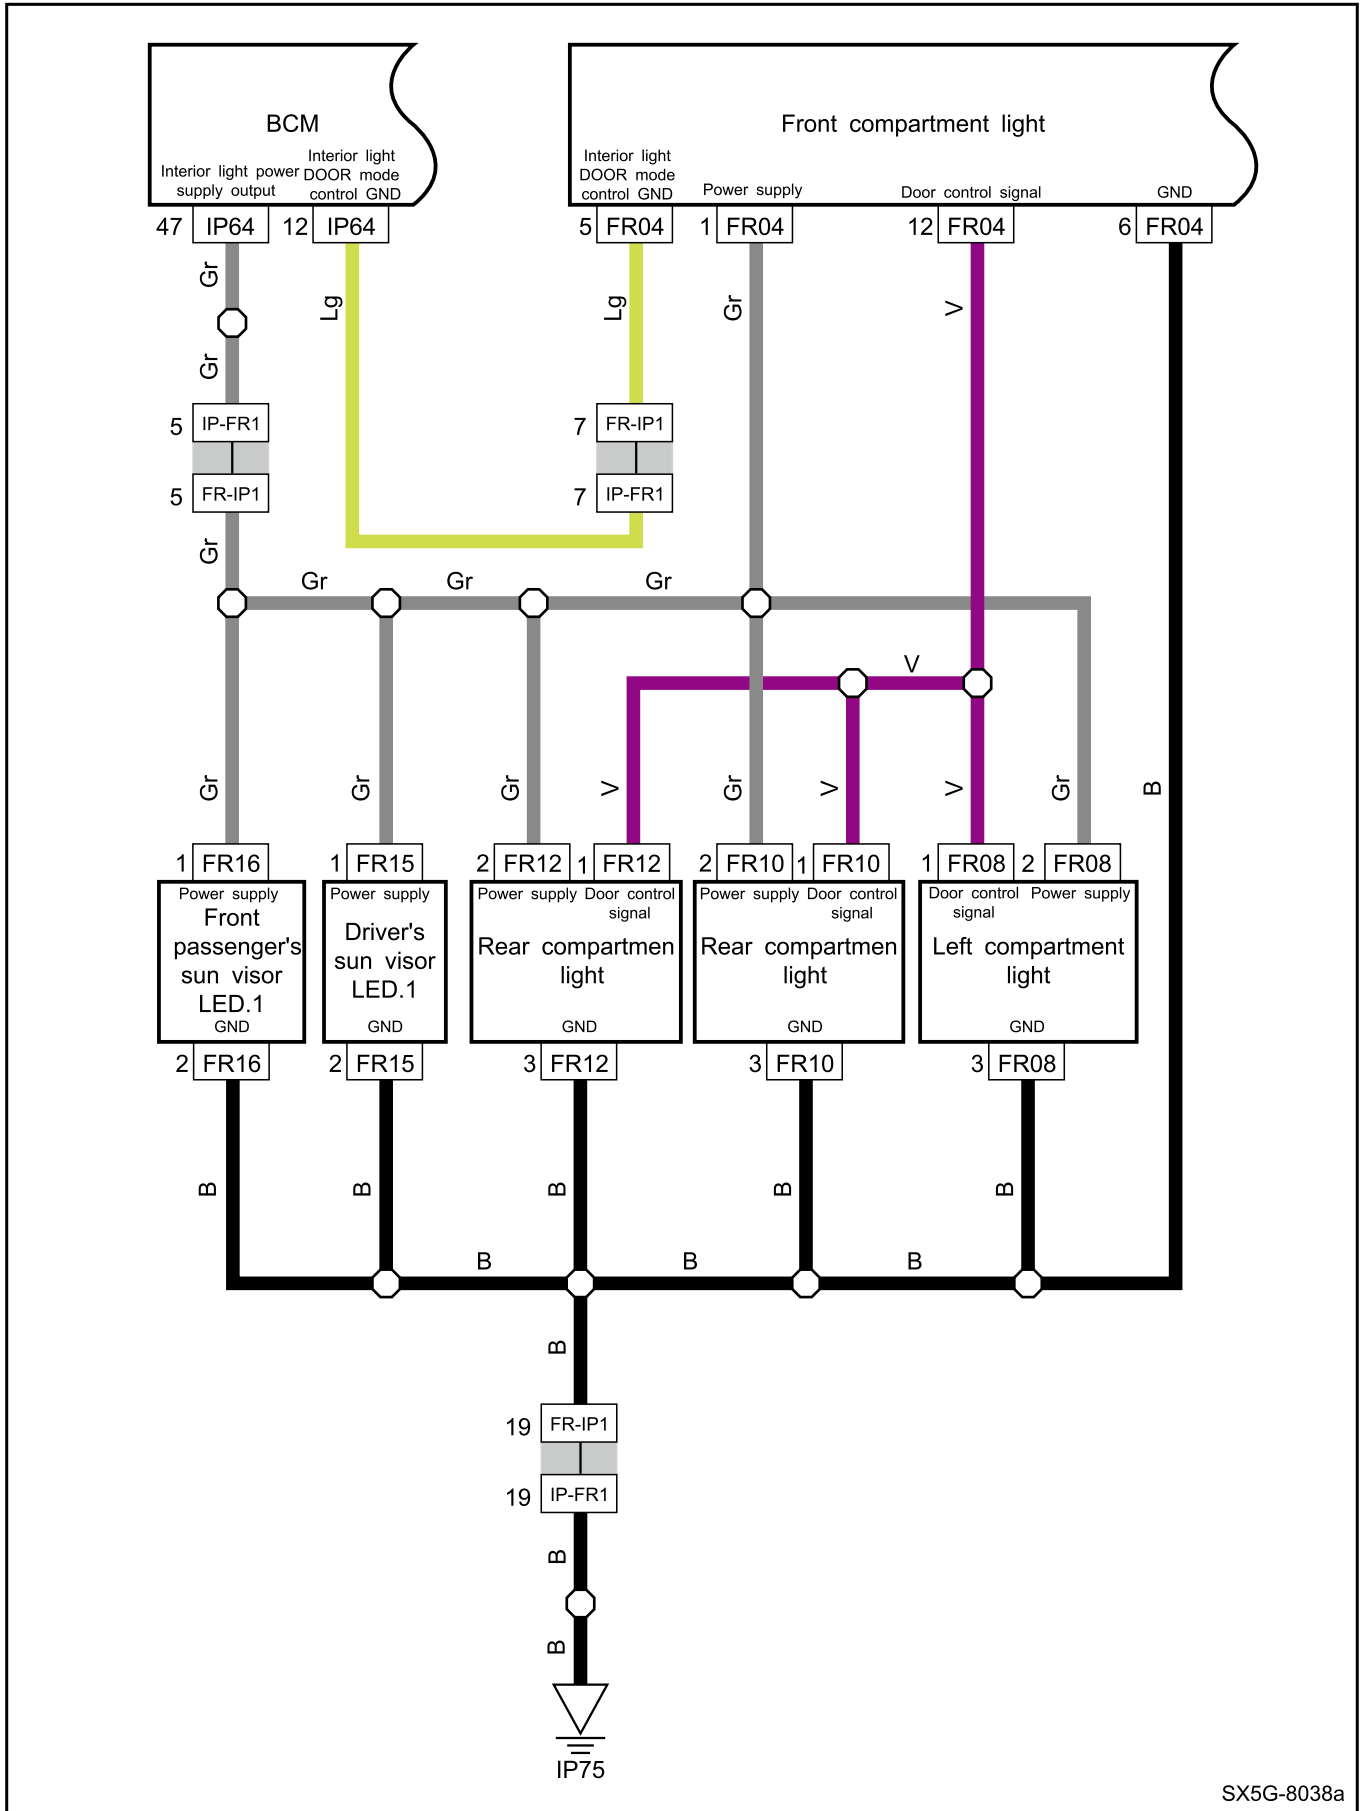 BCM
Front compartment light
Interior light power
supply output
Interior light
DOOR mode
control GND
Interior light
DOOR mode
control GND
Power supply
Door control signal
GND
47 IP64
12 IP64
5 FR04
1 FR04
12 FR04
6 FR04
Gr
Lg
Lg
Gr
V
Gr
5 IP-FR1
7 FR-IP1
5 FR-IP1
7 IP-FR1
Gr
Gr
Gr
Gr
V
Gr
Gr
Gr
V
Gr
V
V
Gr
B
1 FR16
1 FR15
2 FR12
1 FR12
2 FR10
1 FR10
1 FR08
2 FR08
Power supply
Front
passenger's
sun visor
LED.1
GND
Power supply
Driver's
sun visor
LED.1
GND
Power supply
Door control
signal
Rear compartmen
light
GND
Power supply
Door control
signal
Rear compartmen
light
GND
Door control
signal
Power supply
Left compartment
light
GND
2 FR16
2 FR15
3 FR12
3 FR10
3 FR08
B
B
B
B
B
B
B
B
B
19 FR-IP1
19 IP-FR1
B
B
IP75
SX5G-8038a